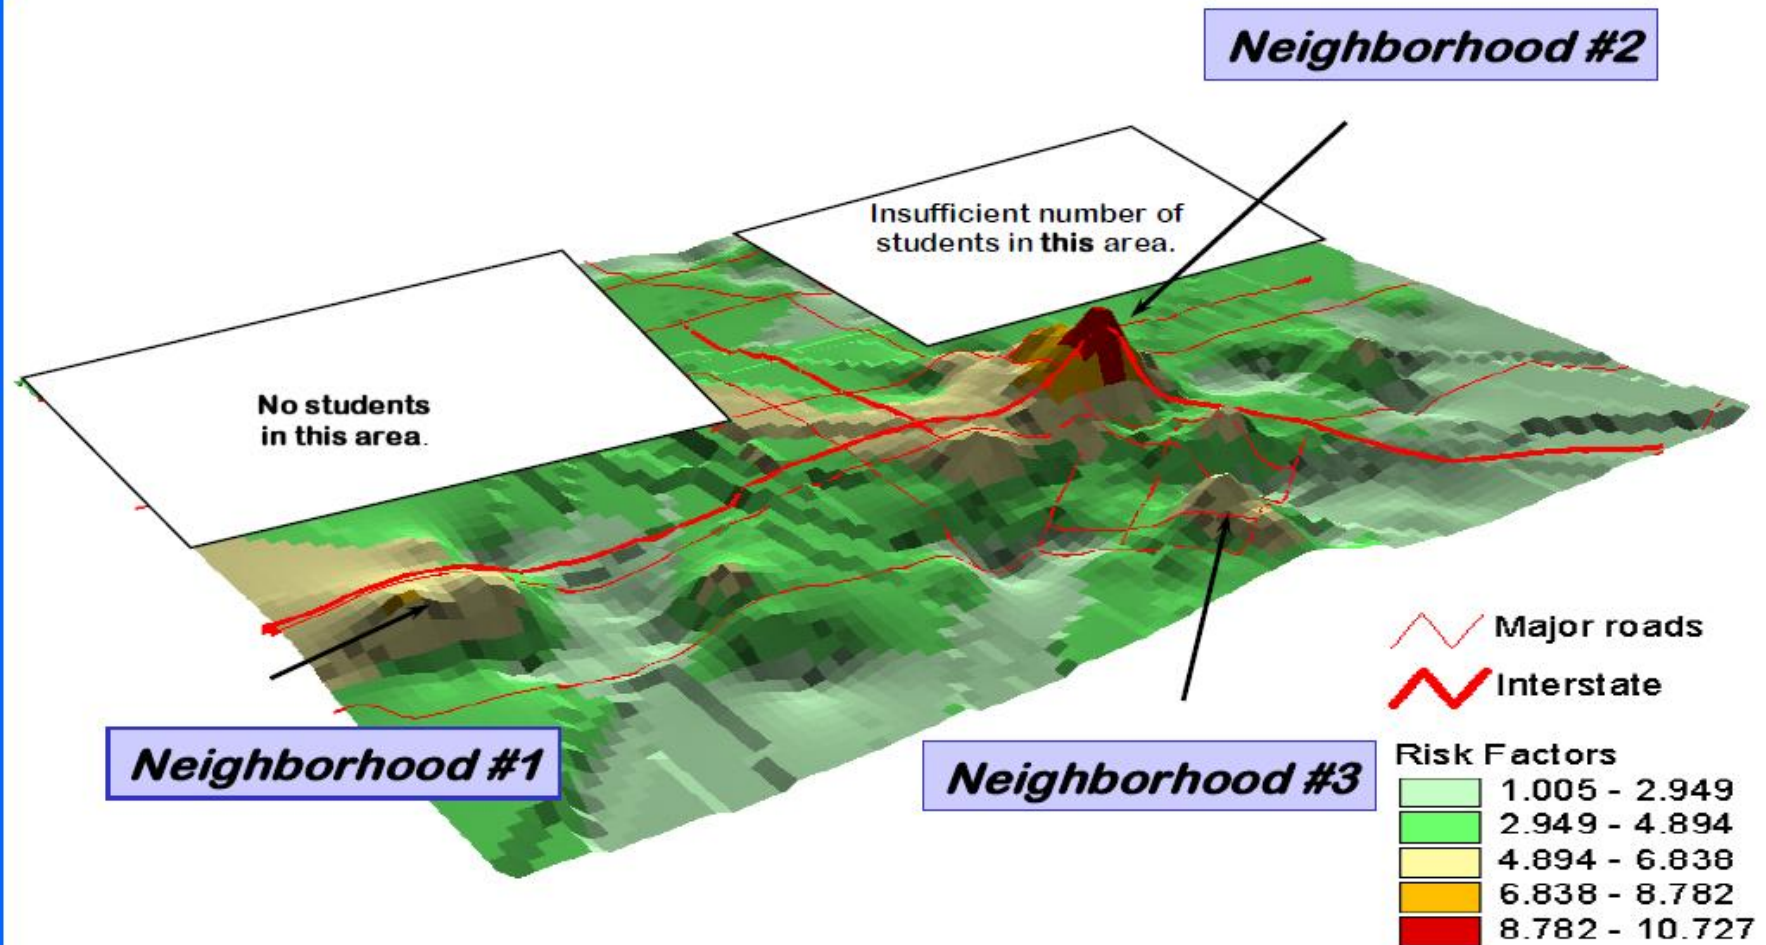 Neighborhood #2
Insufficient number of
students in this area.
No students
in this area.
Neighborhood #1
Neighborhood #3
Major roads
Interstate
Risk Factors
1.005 - 2.949
2.949 - 4.894
4.894 - 6.838
6.838 - 8.782
8.782 - 10.727